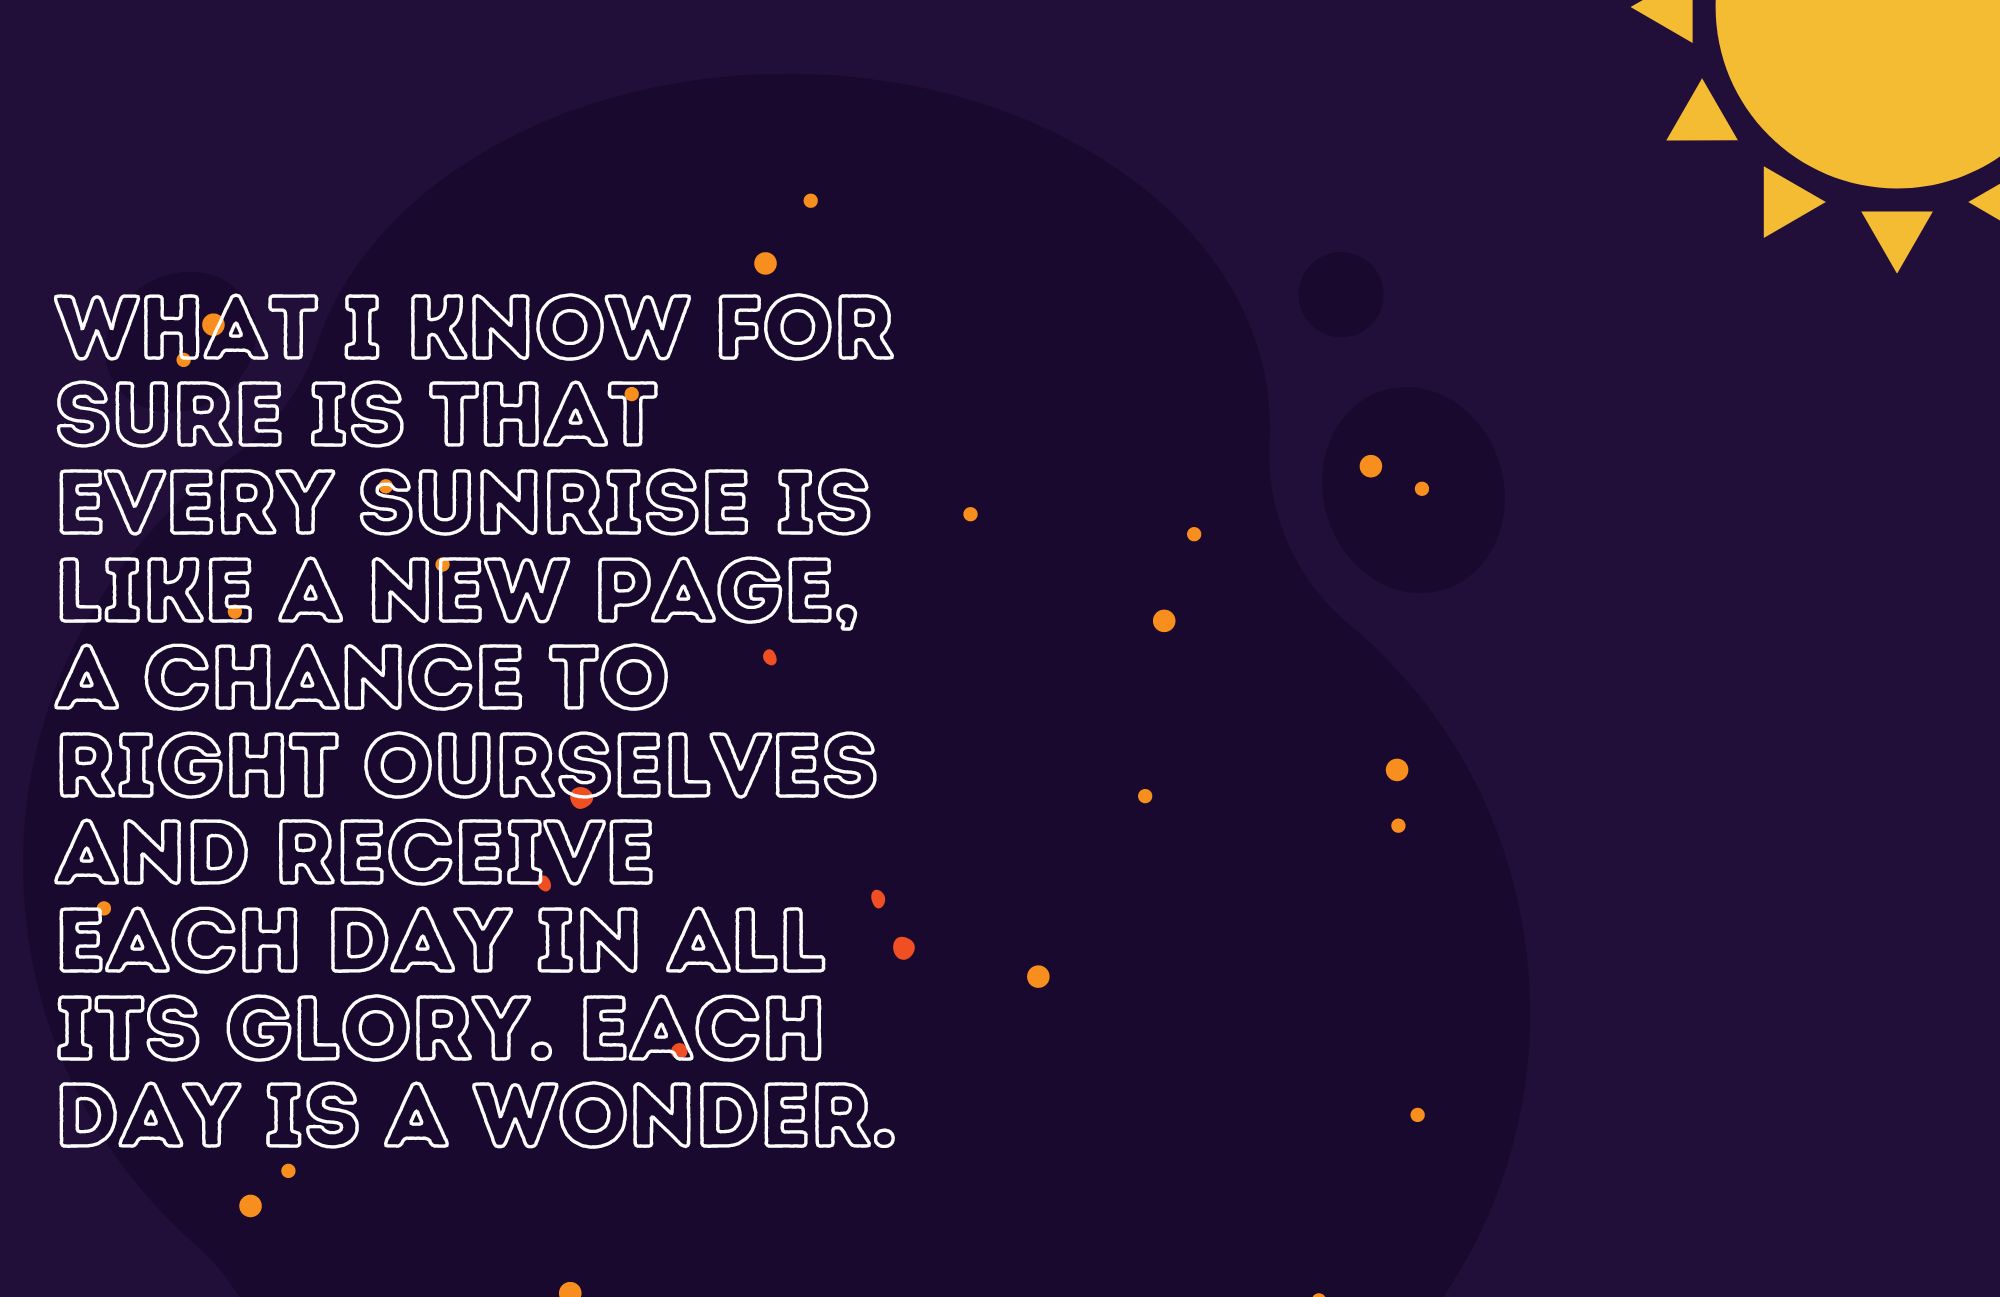 WHAT I KNOW FOR
SURE IS THAT
EVERY SUNRISE IS
LIKE A NEW PAGE,
A CHANCE TO
RIGHT OURSELVES
AND RECEIVE
EACH DAY IN ALL
ITS GLORY. EACH
DAY IS A WONDER.